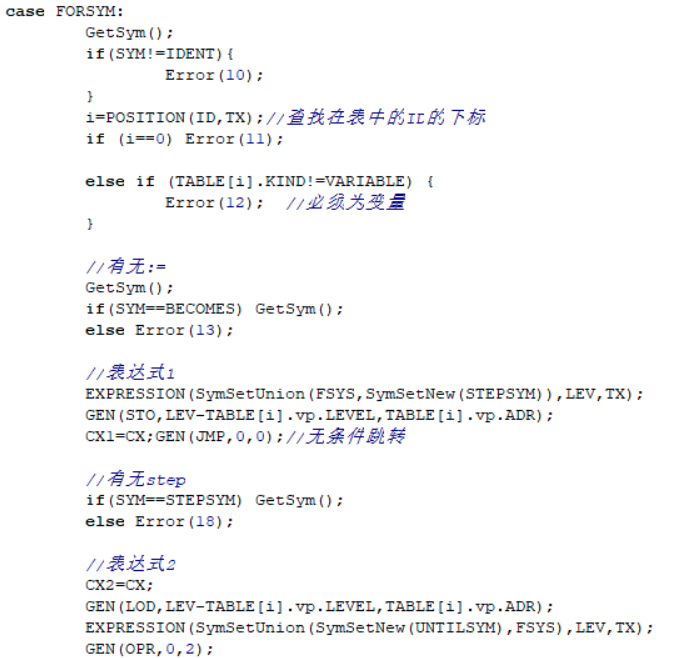 case FORSYM:
GetSym();
if(SYM!=IDENT){
Error(10);
}
i=POSITION(ID,TX);//查找在表中的ID的下标
if (i==0) Error(11);
else if (TABLE[i].KIND!=VARIABLE) {
Error(12); //必须为变量
}
//有无:=
GetSym();
if(SYM==BECOMES) GetSym();
else Error(13);
//表达式1
EXPRESSION(SymSetUnion(FSYS,SymSetNew(STEPSYM)),LEV,TX);
GEN(STO,LEV-TABLE[i].vp.LEVEL,TABLE[i].vp.ADR);
CX1=CX;GEN(JMP,0,0);//无条件跳转
//有无step
if(SYM==STEPSYM) GetSym();
else Error(18);
//表达式2
CX2=CX;
GEN(LOD,LEV-TABLE[i].vp.LEVEL,TABLE[i].vp.ADR);
EXPRESSION(SymSetUnion(SymSetNew(UNTILSYM),FSYS),LEV,TX);
GEN(OPR,0,2);